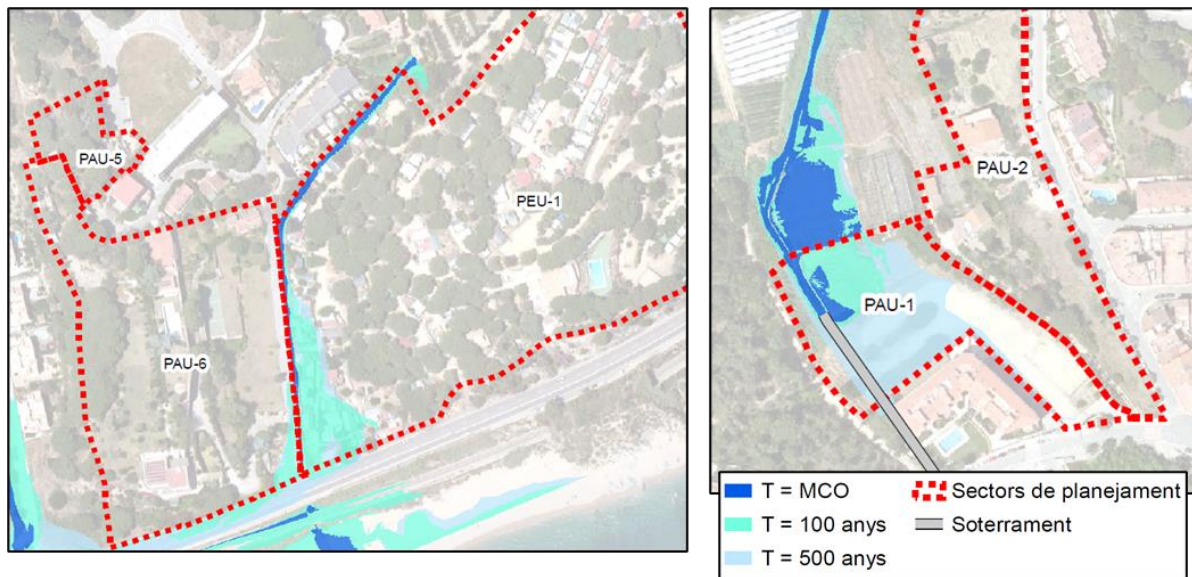 PAU-5
PEU-1
PAU-6
PAU-2
PAU-1
T = MCO
T = 100 anys
T = 500 anys
Sectors de planejament
Soterrament